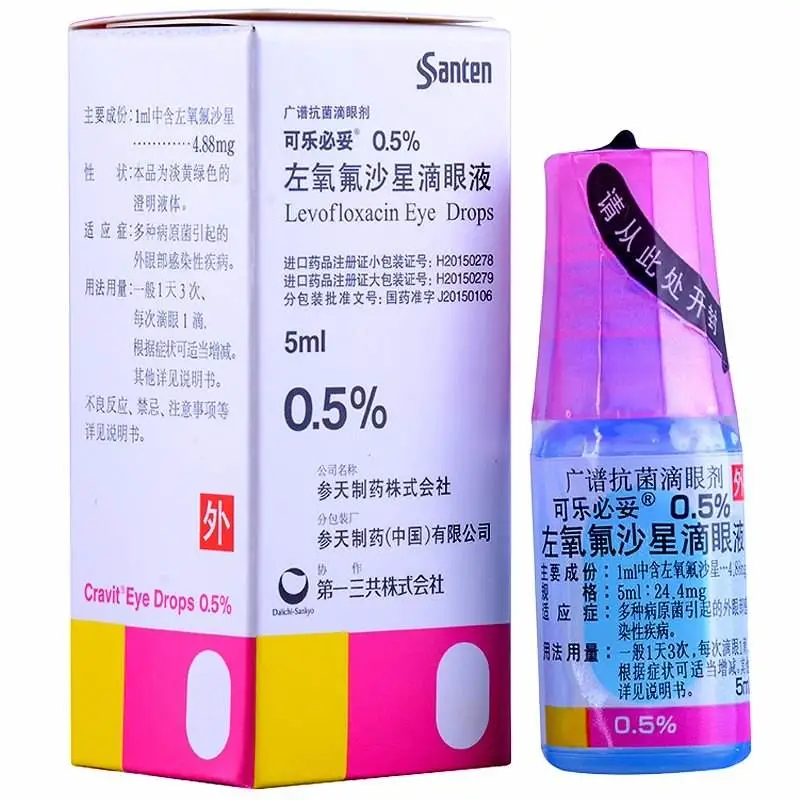 主要成份：1ml中含左氧氟沙星
…………4.88mg
性 状：本品为淡黄绿色的
澄明液体。
适应症：多种病原菌引起的
外眼部感染性疾病。
用法用量：一般1天3次、
每次滴眼1滴。
根据症状可适当增减。
其他详见说明书。
不良反应、禁忌、注意事项等
详见说明书。
外
Cravit® Eye Drops 0.5%
Santen
广谱抗菌滴眼剂
可乐必妥® 0.5%
左氧氟沙星滴眼液
Levofloxacin Eye Drops
进口药品注册证小包装证号：H20150278
进口药品注册证大包装证号：H20150279
分包装批准文号：国药准字 J20150106
5ml
0.5%
公司名称
参天制药株式会社
分包装厂
参天制药(中国)有限公司
协 作
Daiichi-Sankyo
第一三共株式会社
请从此处开封
广谱抗菌滴眼剂
外
可乐必妥® 0.5%
左氧氟沙星滴眼液
主要成份：1ml中含左氧氟沙星…4.88mg
规 格：5ml：24.4mg
适应症：多种病原菌引起的外眼部感
染性疾病。
用法用量：一般1天3次，每次滴眼1滴，
根据症状可适当增减，其他
详见说明书。
5ml
0.5%